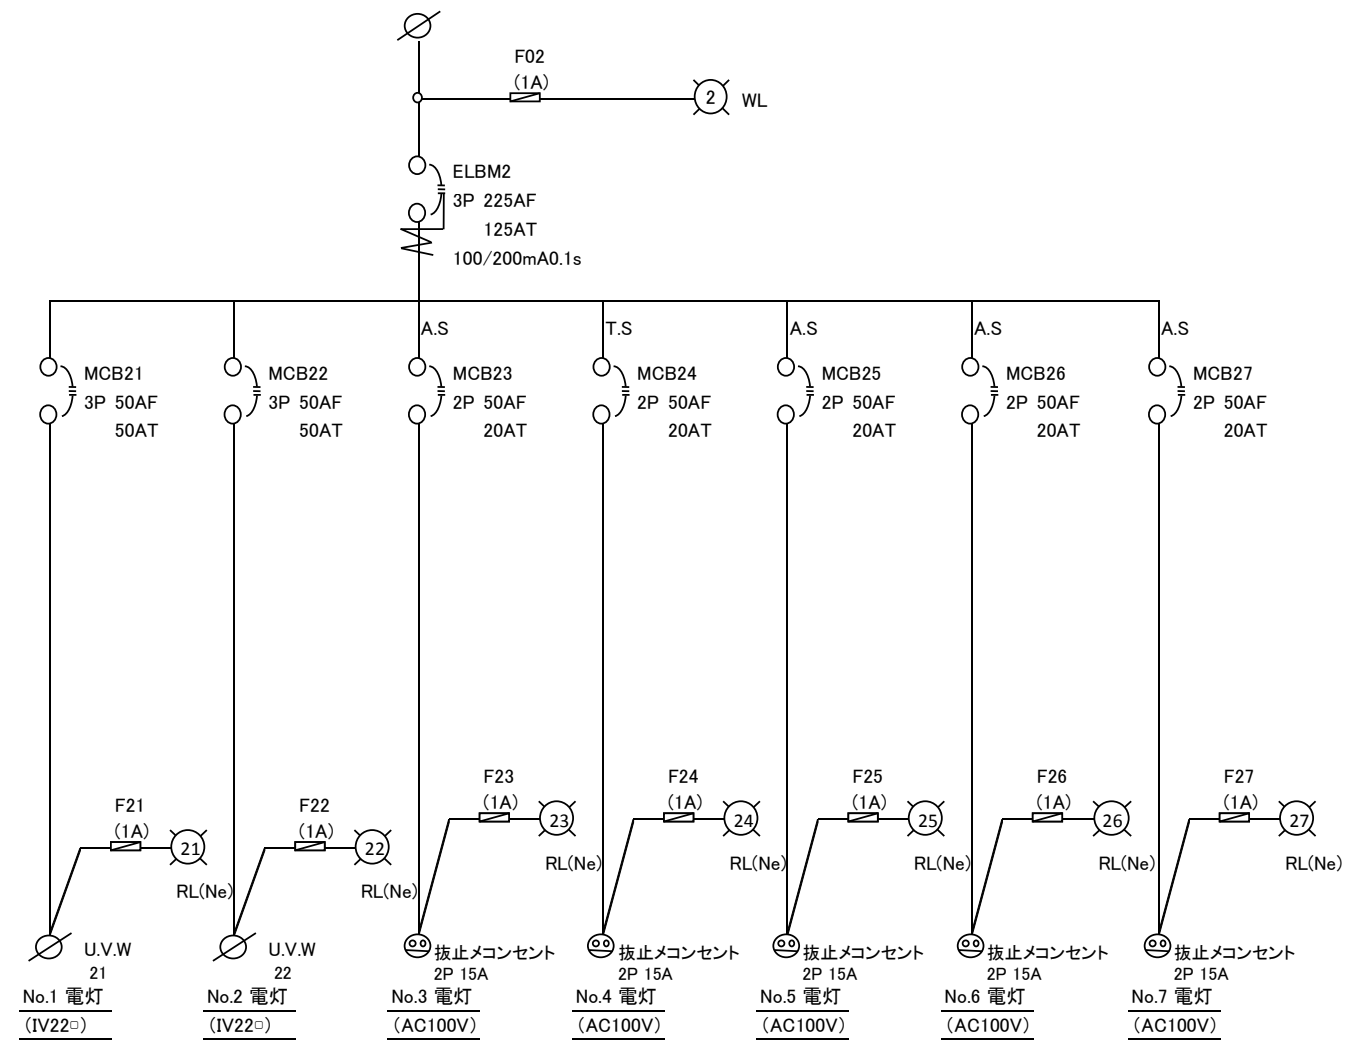 F02
(1A)
2
WL
ELBM2
3P 225AF
125AT
100/200mA0.1s
A.S
T.S
A.S
A.S
A.S
MCB21
3P 50AF
50AT
MCB22
3P 50AF
50AT
MCB23
2P 50AF
20AT
MCB24
2P 50AF
20AT
MCB25
2P 50AF
20AT
MCB26
2P 50AF
20AT
MCB27
2P 50AF
20AT
F21
(1A)
21
RL(Ne)
F22
(1A)
22
RL(Ne)
F23
(1A)
23
RL(Ne)
F24
(1A)
24
RL(Ne)
F25
(1A)
25
RL(Ne)
F26
(1A)
26
RL(Ne)
F27
(1A)
27
RL(Ne)
U.V.W
21
No.1 電灯
(IV22□)
U.V.W
22
No.2 電灯
(IV22□)
抜止メコンセント
2P 15A
No.3 電灯
(AC100V)
抜止メコンセント
2P 15A
No.4 電灯
(AC100V)
抜止メコンセント
2P 15A
No.5 電灯
(AC100V)
抜止メコンセント
2P 15A
No.6 電灯
(AC100V)
抜止メコンセント
2P 15A
No.7 電灯
(AC100V)